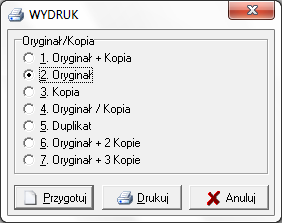 WYDRUK
Oryginał/Kopia
1. Oryginał + Kopia
2. Oryginał
3. Kopia
4. Oryginał / Kopia
5. Duplikat
6. Oryginał + 2 Kopie
7. Oryginał + 3 Kopie
Przygotuj Drukuj Anuluj